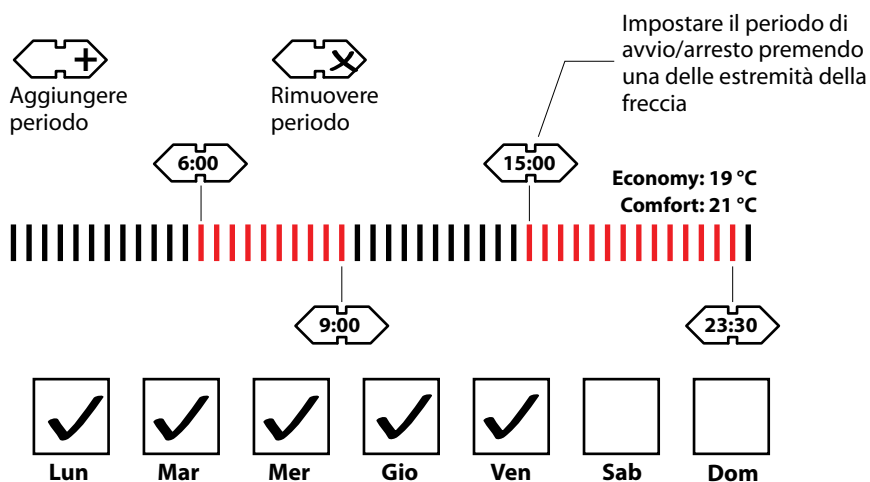 Impostare il periodo di
avvio/arresto premendo
una delle estremità della
freccia
Aggiungere
periodo
Rimuovere
periodo
6:00
15:00
Economy: 19 °C
Comfort: 21 °C
9:00
23:30
Lun
Mar
Mer
Gio
Ven
Sab
Dom